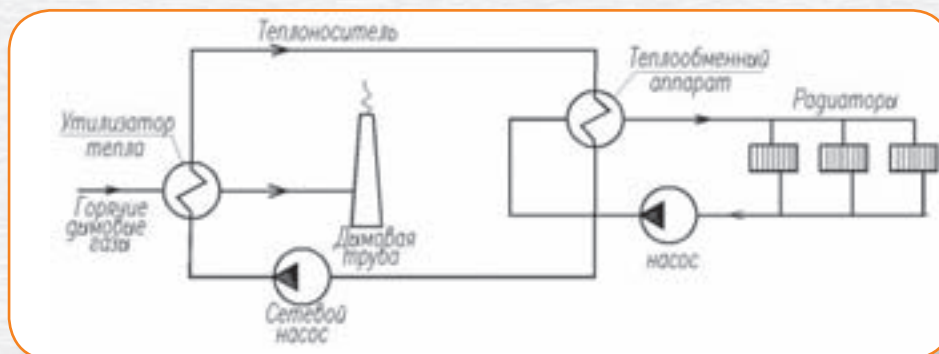 Теплоноситель
Теплообменный
аппарат
Радиаторы
Утилизатор
тепла
Горячие
дымовые
газы
Дымовая
труба
Сетевой
насос
насос